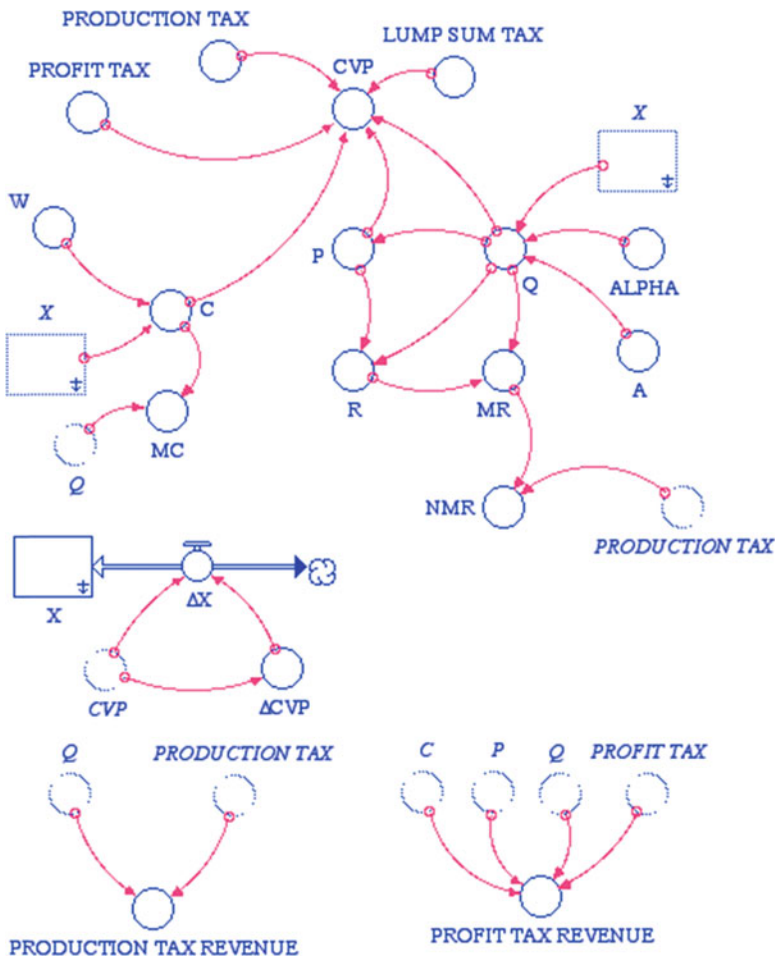 PRODUCTION TAX
LUMP SUM TAX
PROFIT TAX
CVP
X
W
P
Q
ALPHA
X
C
R
MR
A
MC
Q
NMR
PRODUCTION TAX
X
ΔX
CVP
ΔCVP
Q
PRODUCTION TAX
C
P
Q
PROFIT TAX
PRODUCTION TAX REVENUE
PROFIT TAX REVENUE